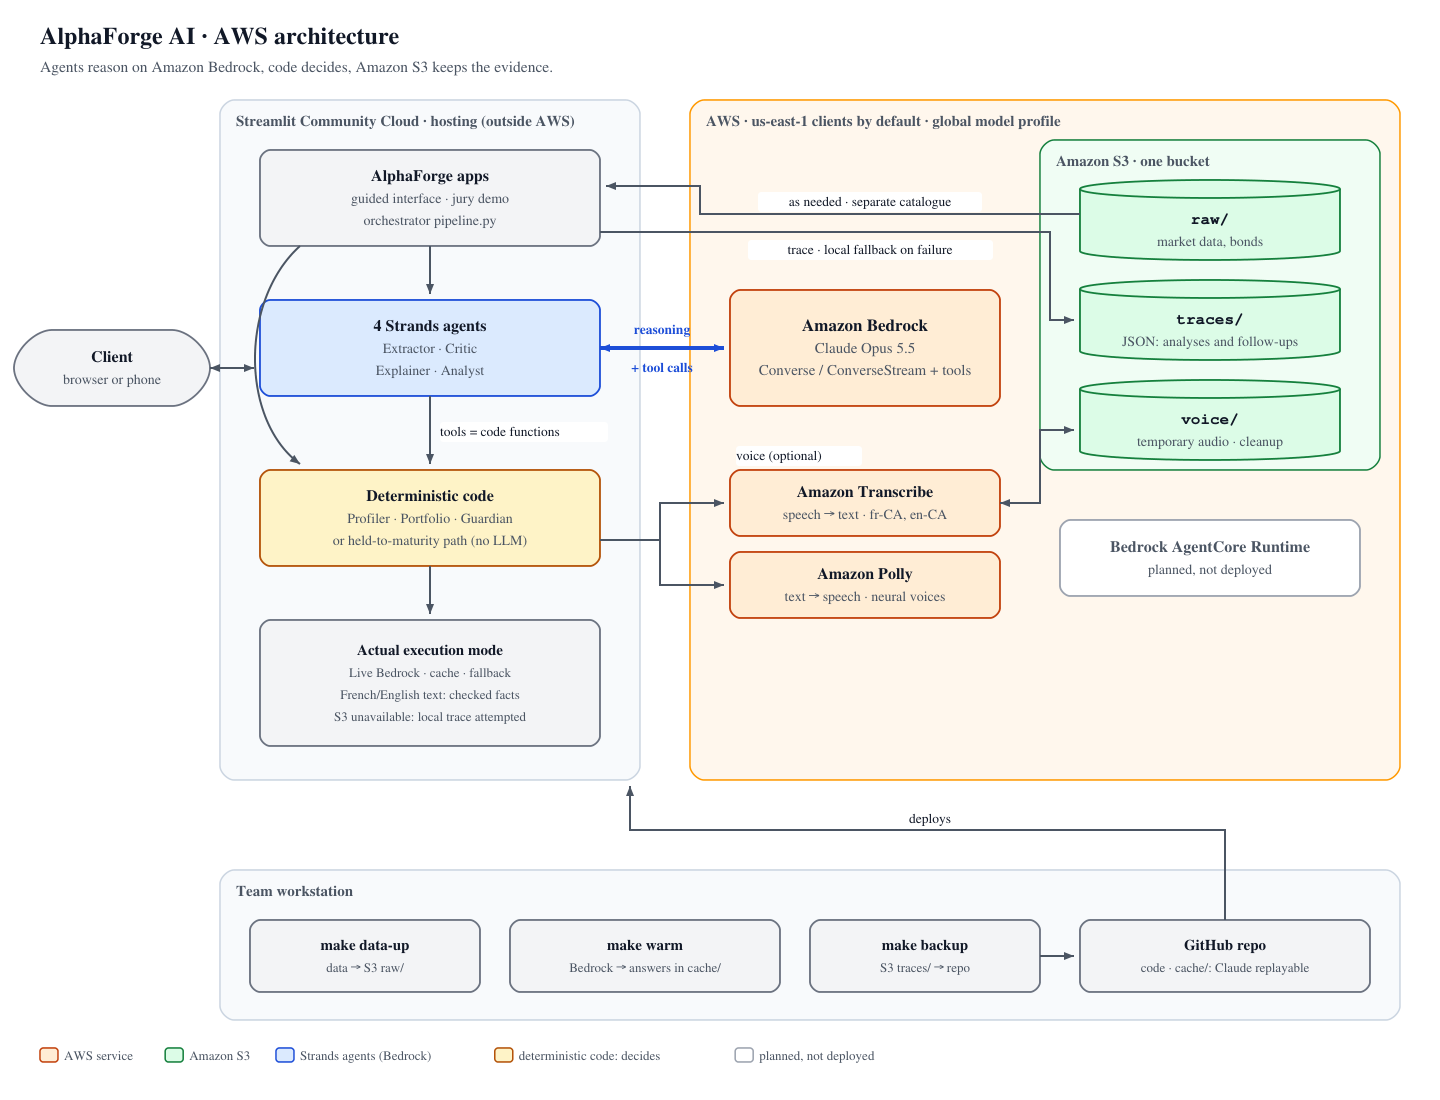 AlphaForge AI · AWS architecture
Agents reason on Amazon Bedrock, code decides, Amazon S3 keeps the evidence.
Streamlit Community Cloud · hosting (outside AWS)
AlphaForge apps
guided interface · jury demo
orchestrator pipeline.py
4 Strands agents
Extractor · Critic
Explainer · Analyst
Client
browser or phone
tools = code functions
Deterministic code
Profiler · Portfolio · Guardian
or held-to-maturity path (no LLM)
Actual execution mode
Live Bedrock · cache · fallback
French/English text: checked facts
S3 unavailable: local trace attempted
reasoning
+ tool calls
AWS · us-east-1 clients by default · global model profile
as needed · separate catalogue
trace · local fallback on failure
Amazon Bedrock
Claude Opus 5.5
Converse / ConverseStream + tools
voice (optional)
Amazon Transcribe
speech → text · fr-CA, en-CA
Amazon Polly
text → speech · neural voices
Amazon S3 · one bucket
raw/
market data, bonds
traces/
JSON: analyses and follow-ups
voice/
temporary audio · cleanup
Bedrock AgentCore Runtime
planned, not deployed
deploys
Team workstation
make data-up
data → S3 raw/
make warm
Bedrock → answers in cache/
make backup
S3 traces/ → repo
GitHub repo
code · cache/: Claude replayable
AWS service
Amazon S3
Strands agents (Bedrock)
deterministic code: decides
planned, not deployed